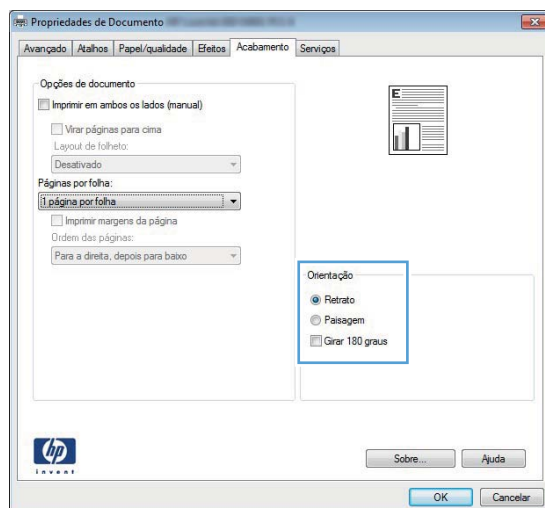 Propriedades de Documento
Avançado Atalhos Papel/qualidade Efeitos Acabamento Serviços
Opções de documento
Imprimir em ambos os lados (manual)
Virar páginas para cima
Layout de folheto:
Desativado
Páginas por folha:
1 página por folha
Imprimir margens da página
Ordem das páginas:
Para a direita, depois para baixo
E
Orientação
Retrato
Paisagem
Girar 180 graus
hp
invent
Sobre... Ajuda
OK Cancelar